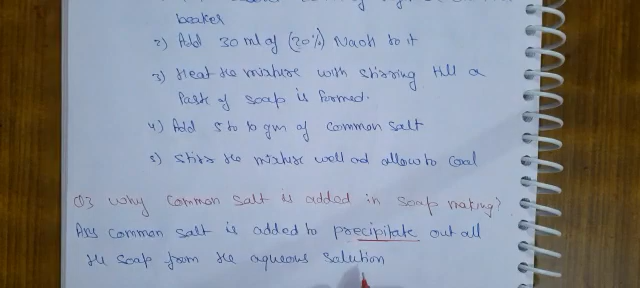 beaker
2) Add 30 ml of (20%) NaoH to it
3) Heat the mixture with stirring till a
Paste of soap is formed.
4) Add 5 to 10 gm of common salt
5) Stirr the mixture well ad allow to Cool
Q3 Why Common salt is added in soap making?
Ans Common salt is added to precipitate out all
the soap from the aqueous solution